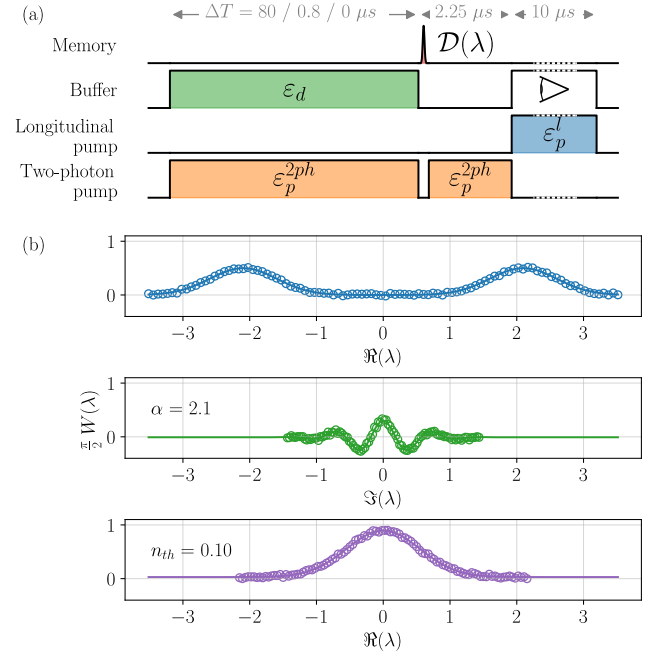 (a)
ΔT = 80 / 0.8 / 0 μs
2.25 μs
10 μs
Memory
𝒟(λ)
Buffer
ε_d
Longitudinal
pump
ε_p^l
Two-photon
pump
ε_p^{2ph}
ε_p^{2ph}
(b)
1
0
−3 −2 −1 0 1 2 3
ℜ(λ)
1
0
α = 2.1
π/2 W(λ)
−3 −2 −1 0 1 2 3
ℑ(λ)
1
0
n_{th} = 0.10
−3 −2 −1 0 1 2 3
ℜ(λ)